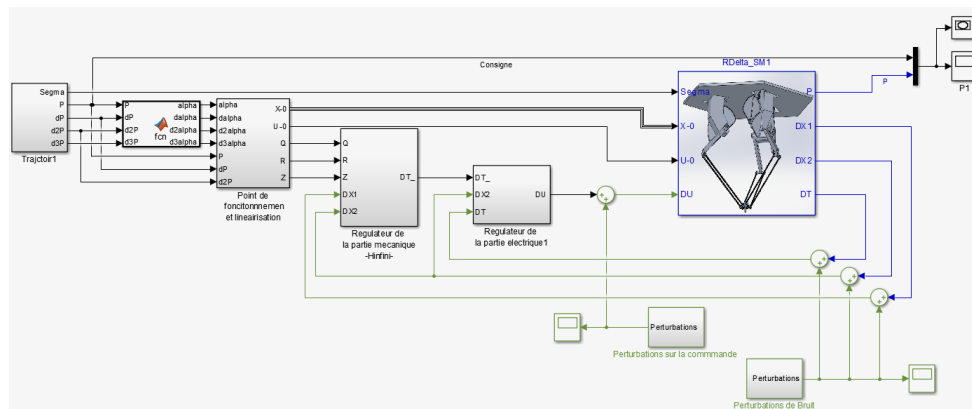 RDelta_SM1
Consigne
P1
Segma
P
dP
d2P
d3P
Trajctoir1
P
dP
d2P
d3P
fcn
alpha
dalpha
d2alpha
d3alpha
alpha
dalpha
d2alpha
d3alpha
P
dP
d2P
X-0
U-0
Q
R
Z
Point de
foncitonnnemen
et lineairisation
Q
R
Z
DX1
DX2
DT_
Regulateur de
la partie mecanique
-Hinfini-
DT_
DX2
DT
DU
Regulateur de
la partie electrique1
Segma
X-0
U-0
DU
P
DX1
DX2
DT
P
Perturbations
Perturbations sur la commmande
Perturbations
Perturbations de Bruit